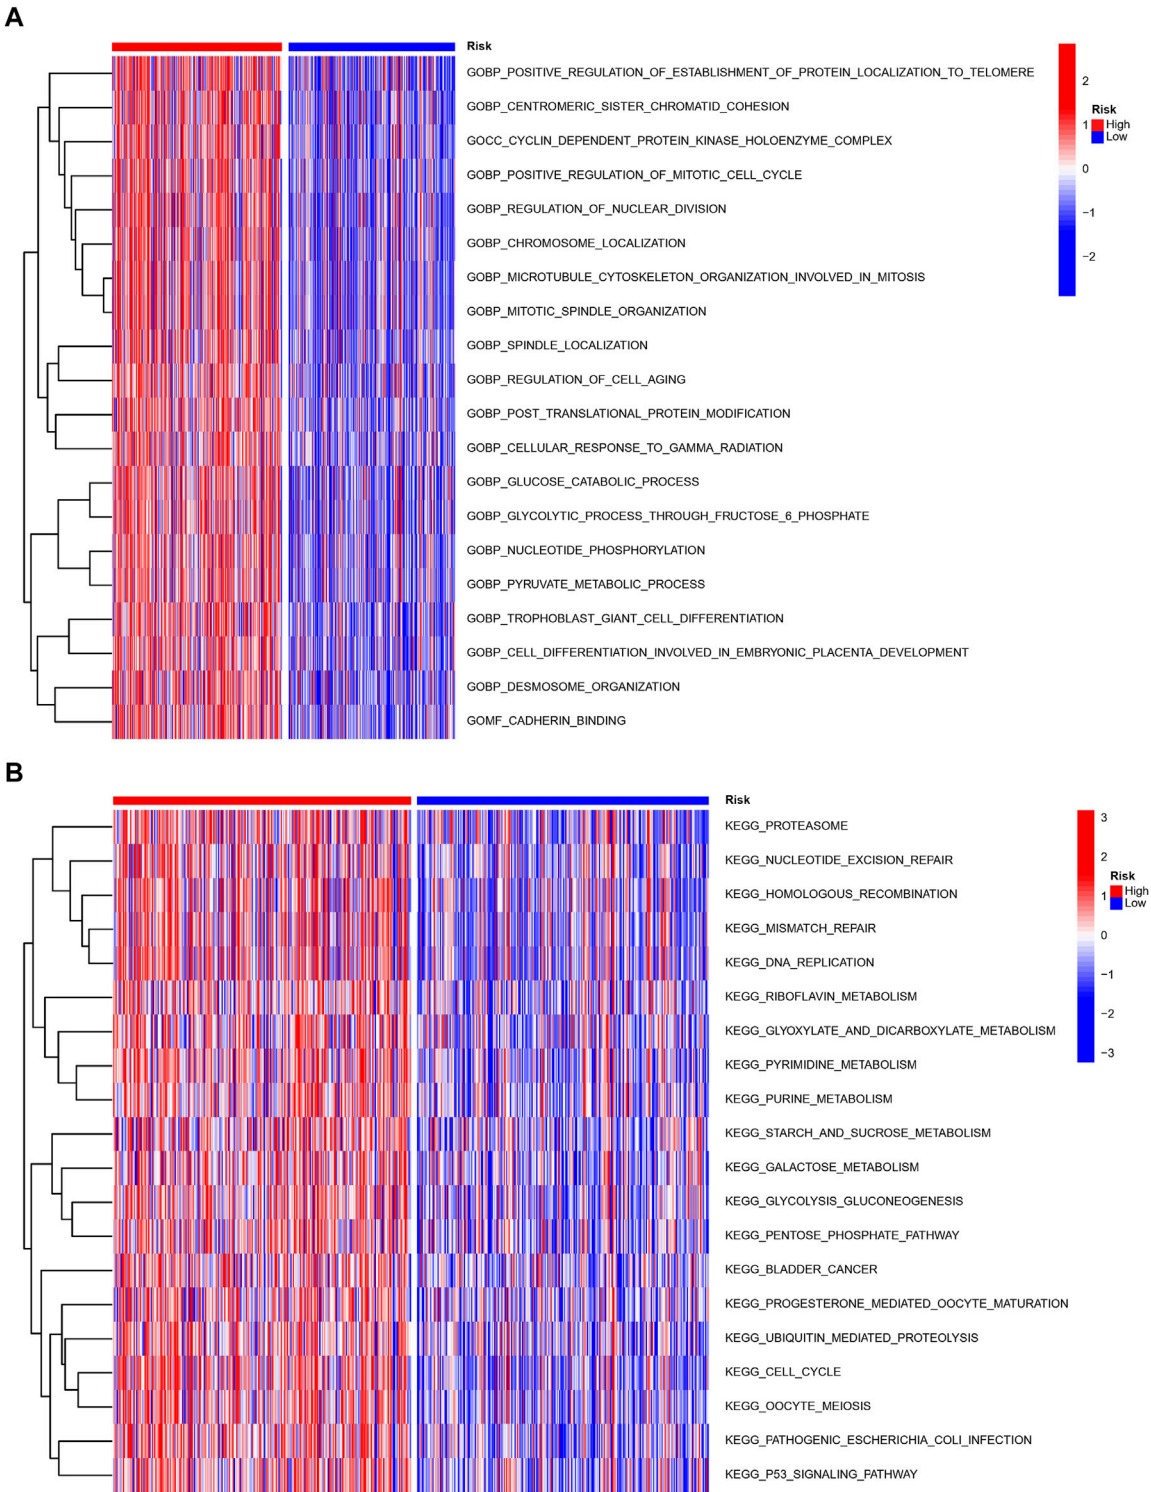 A
Risk
GOBP_POSITIVE_REGULATION_OF_ESTABLISHMENT_OF_PROTEIN_LOCALIZATION_TO_TELOMERE
GOBP_CENTROMERIC_SISTER_CHROMATID_COHESION
GOCC_CYCLIN_DEPENDENT_PROTEIN_KINASE_HOLOENZYME_COMPLEX
GOBP_POSITIVE_REGULATION_OF_MITOTIC_CELL_CYCLE
GOBP_REGULATION_OF_NUCLEAR_DIVISION
GOBP_CHROMOSOME_LOCALIZATION
GOBP_MICROTUBULE_CYTOSKELETON_ORGANIZATION_INVOLVED_IN_MITOSIS
GOBP_MITOTIC_SPINDLE_ORGANIZATION
GOBP_SPINDLE_LOCALIZATION
GOBP_REGULATION_OF_CELL_AGING
GOBP_POST_TRANSLATIONAL_PROTEIN_MODIFICATION
GOBP_CELLULAR_RESPONSE_TO_GAMMA_RADIATION
GOBP_GLUCOSE_CATABOLIC_PROCESS
GOBP_GLYCOLYTIC_PROCESS_THROUGH_FRUCTOSE_6_PHOSPHATE
GOBP_NUCLEOTIDE_PHOSPHORYLATION
GOBP_PYRUVATE_METABOLIC_PROCESS
GOBP_TROPHOBLAST_GIANT_CELL_DIFFERENTIATION
GOBP_CELL_DIFFERENTIATION_INVOLVED_IN_EMBRYONIC_PLACENTA_DEVELOPMENT
GOBP_DESMOSOME_ORGANIZATION
GOMF_CADHERIN_BINDING
2
1
0
−1
−2
Risk
High
Low
B
Risk
KEGG_PROTEASOME
KEGG_NUCLEOTIDE_EXCISION_REPAIR
KEGG_HOMOLOGOUS_RECOMBINATION
KEGG_MISMATCH_REPAIR
KEGG_DNA_REPLICATION
KEGG_RIBOFLAVIN_METABOLISM
KEGG_GLYOXYLATE_AND_DICARBOXYLATE_METABOLISM
KEGG_PYRIMIDINE_METABOLISM
KEGG_PURINE_METABOLISM
KEGG_STARCH_AND_SUCROSE_METABOLISM
KEGG_GALACTOSE_METABOLISM
KEGG_GLYCOLYSIS_GLUCONEOGENESIS
KEGG_PENTOSE_PHOSPHATE_PATHWAY
KEGG_BLADDER_CANCER
KEGG_PROGESTERONE_MEDIATED_OOCYTE_MATURATION
KEGG_UBIQUITIN_MEDIATED_PROTEOLYSIS
KEGG_CELL_CYCLE
KEGG_OOCYTE_MEIOSIS
KEGG_PATHOGENIC_ESCHERICHIA_COLI_INFECTION
KEGG_P53_SIGNALING_PATHWAY
3
2
1
0
−1
−2
−3
Risk
High
Low